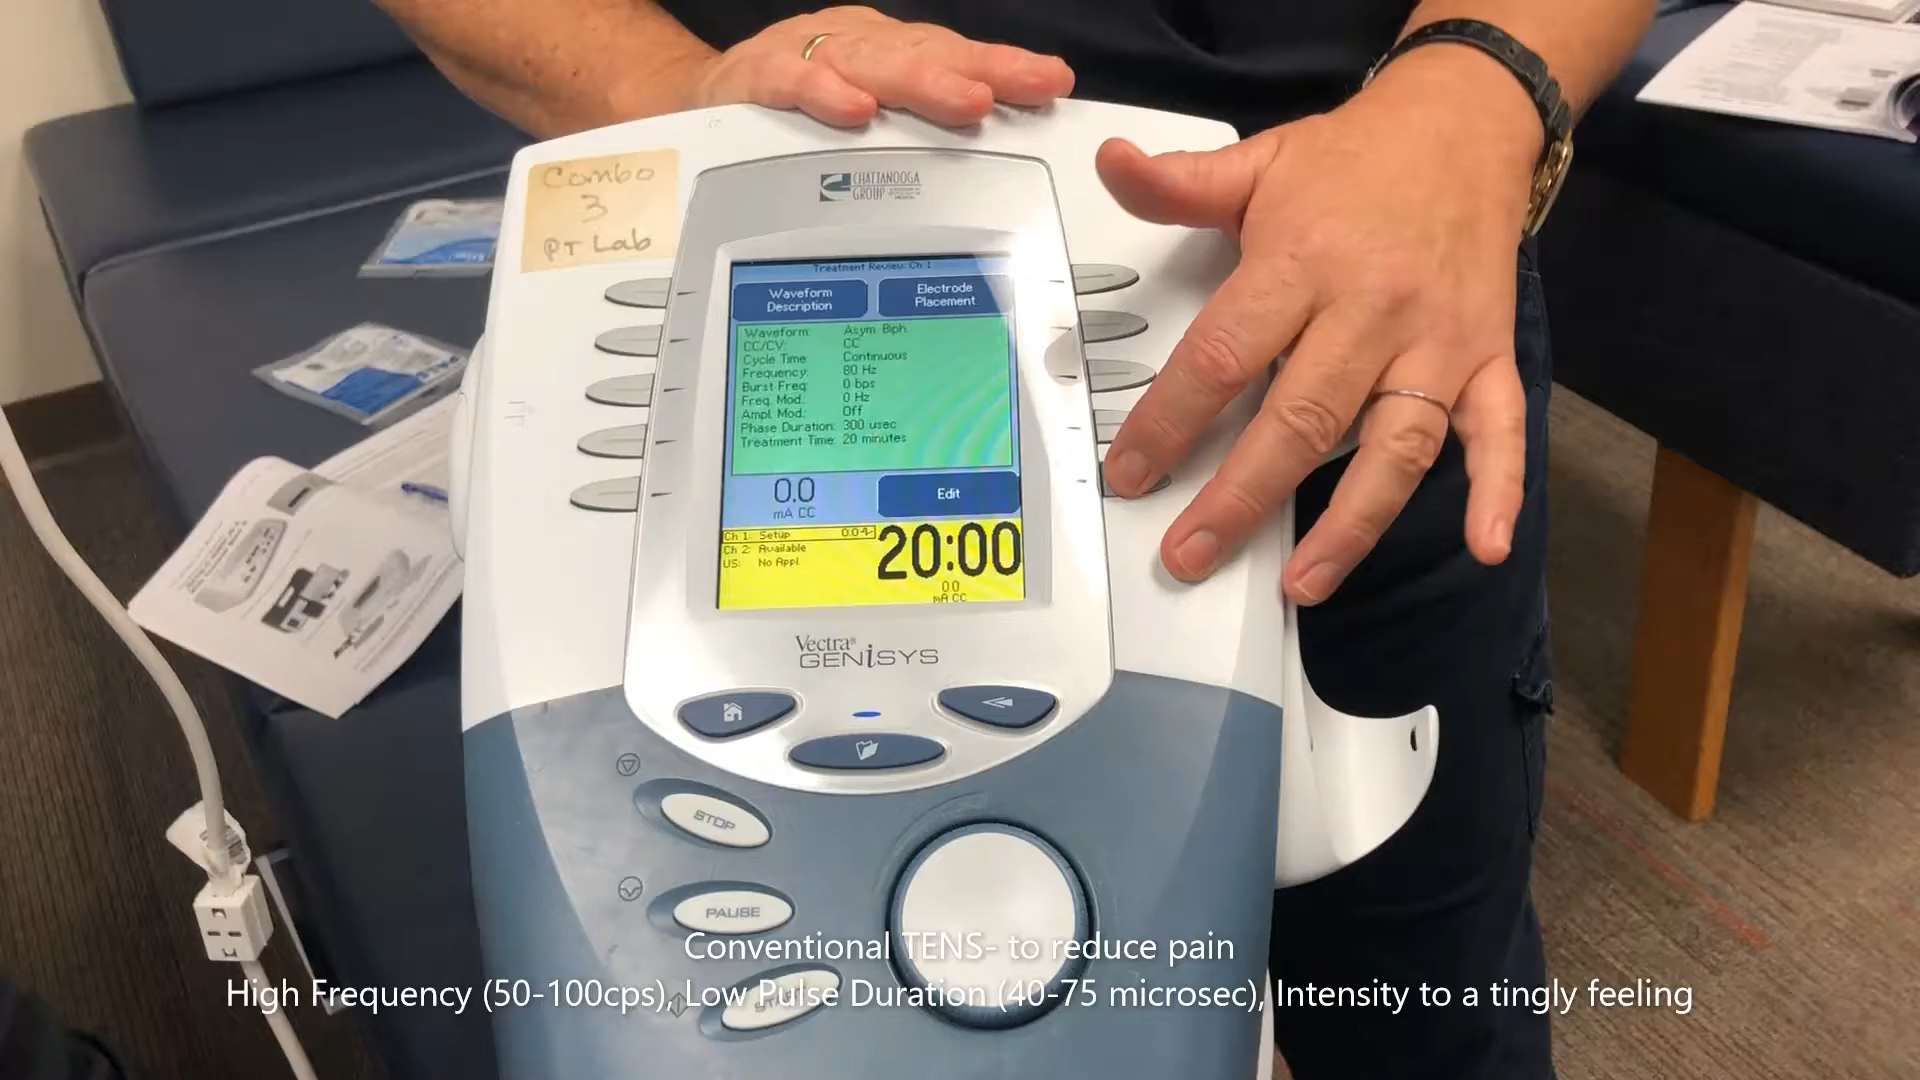 Combo
3
PT Lab
CHATTANOOGA
GROUP
Treatment Review: Ch 1
Waveform
Description
Electrode
Placement
Waveform: Asym. Biph.
CC/CV: CC
Cycle Time: Continuous
Frequency: 80 Hz
Burst Freq: 0 bps
Freq. Mod.: 0 Hz
Ampl. Mod.: Off
Phase Duration: 300 usec
Treatment Time: 20 minutes
0.0
mA CC
Edit
Ch 1: Setup 0.0
Ch 2: Available
US: No Appl.
20:00
0.0
mA CC
Vectra®
GENiSYS
STOP
PAUSE
Conventional TENS- to reduce pain
High Frequency (50-100cps), Low Pulse Duration (40-75 microsec), Intensity to a tingly feeling